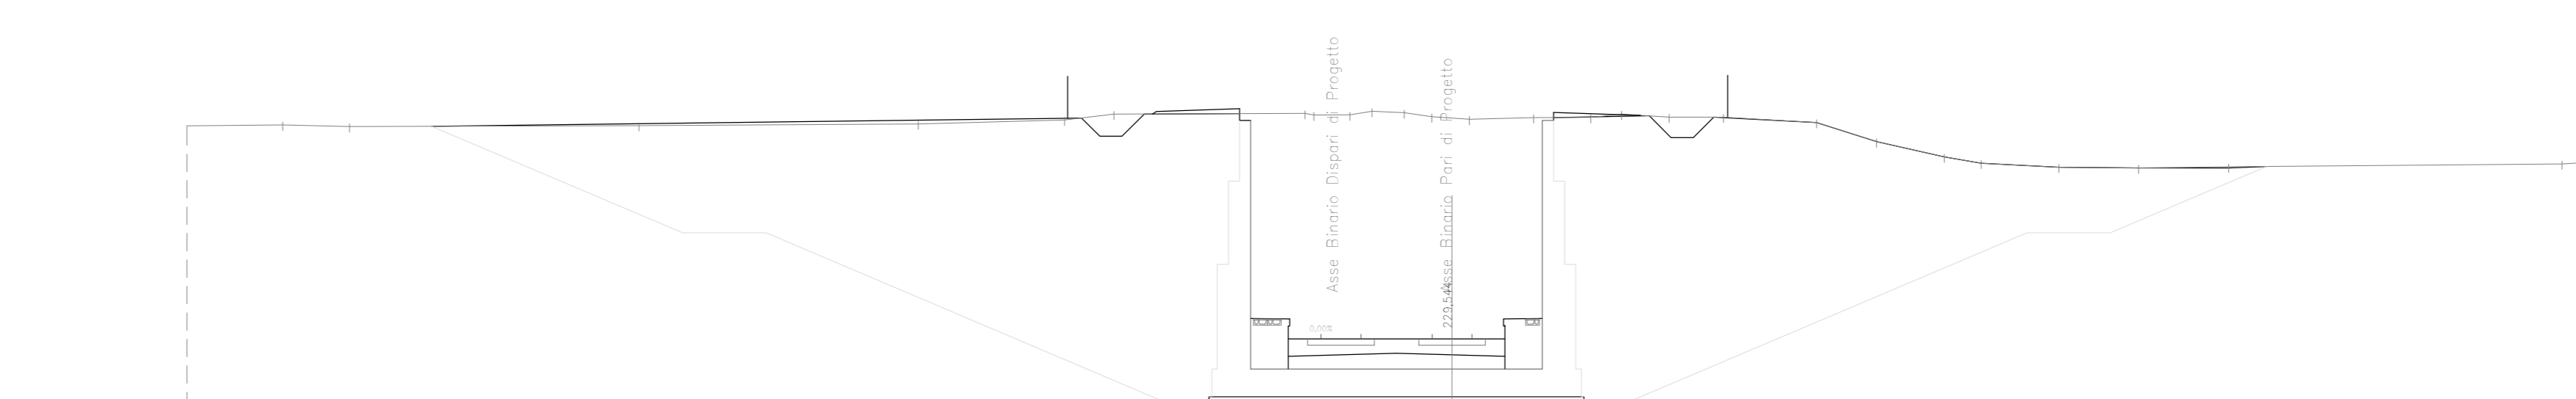 Asse Binario Dispari di Progetto
Asse Binario Pari di Progetto
229,544
0,00%